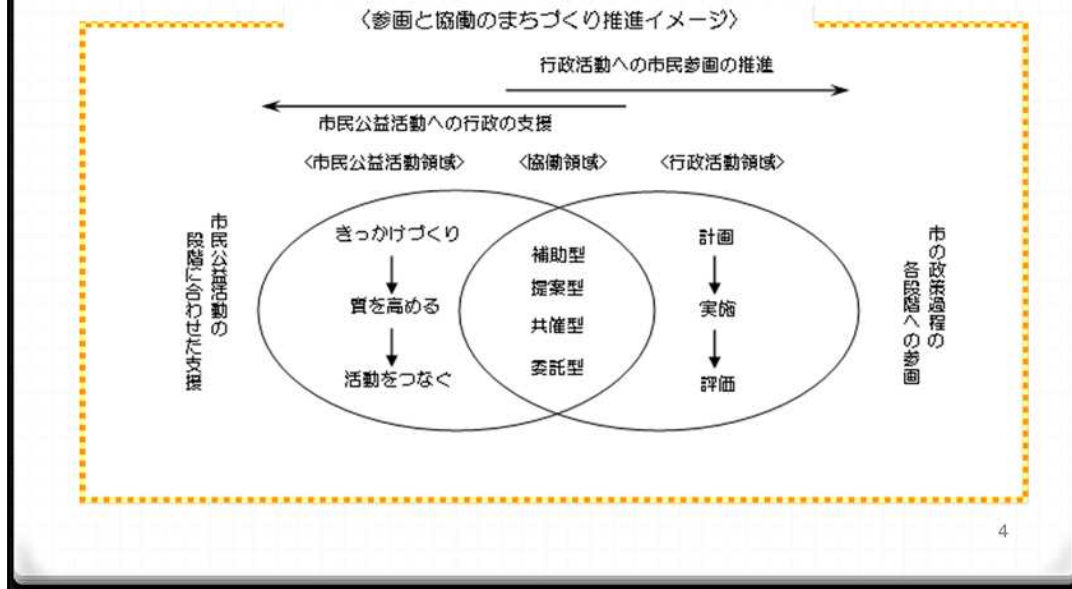 〈参画と協働のまちづくり推進イメージ〉
行政活動への市民参画の推進
市民公益活動への行政の支援
〈市民公益活動領域〉
〈協働領域〉
〈行政活動領域〉
市民公益活動の
段階に合わせた支援
きっかけづくり
質を高める
活動をつなぐ
補助型
提案型
共催型
委託型
計画
実施
評価
市の政策過程の
各段階への参画
4